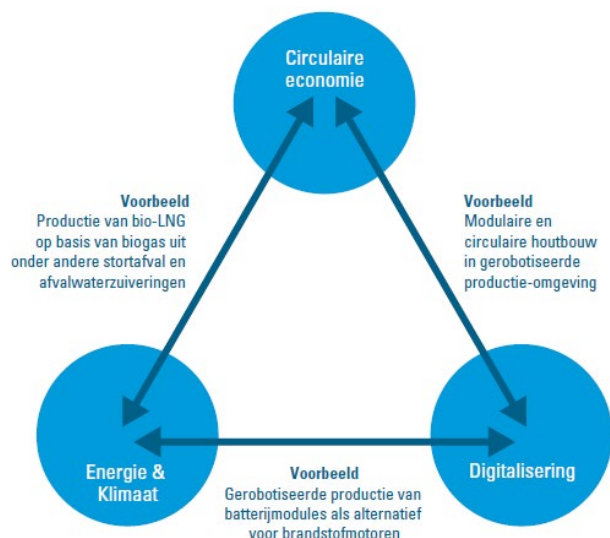 Circulaire
economie
Voorbeeld
Productie van bio-LNG
op basis van biogas uit
onder andere stortafval en
afvalwaterzuiveringen
Voorbeeld
Modulaire en
circulaire houtbouw
in gerobotiseerde
productie-omgeving
Energie &
Klimaat
Voorbeeld
Gerobotiseerde productie van
batterijmodules als alternatief
voor brandstofmotoren
Digitalisering